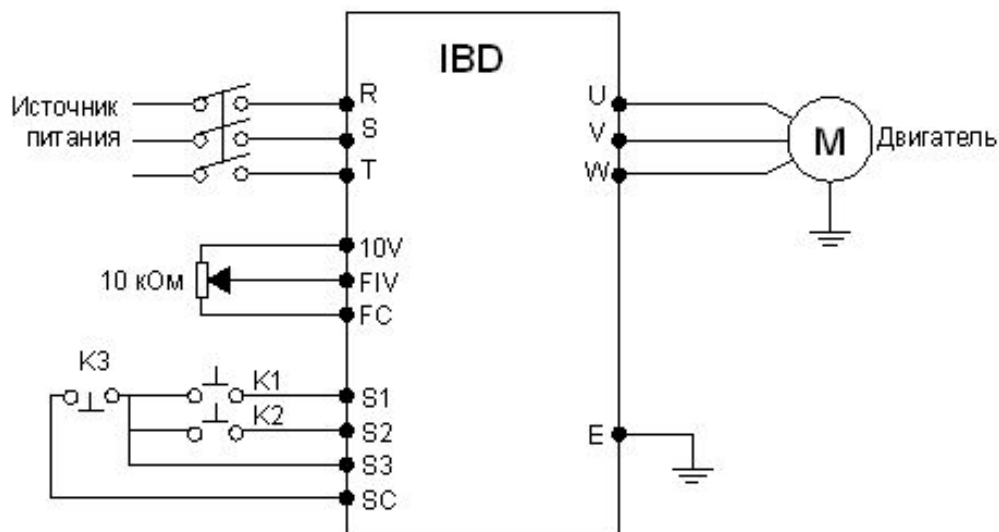 IBD
Источник
питания
R
S
T
U
V
W
M
Двигатель
10 кОм
10V
FIV
FC
K3
K1
K2
S1
S2
S3
SC
E